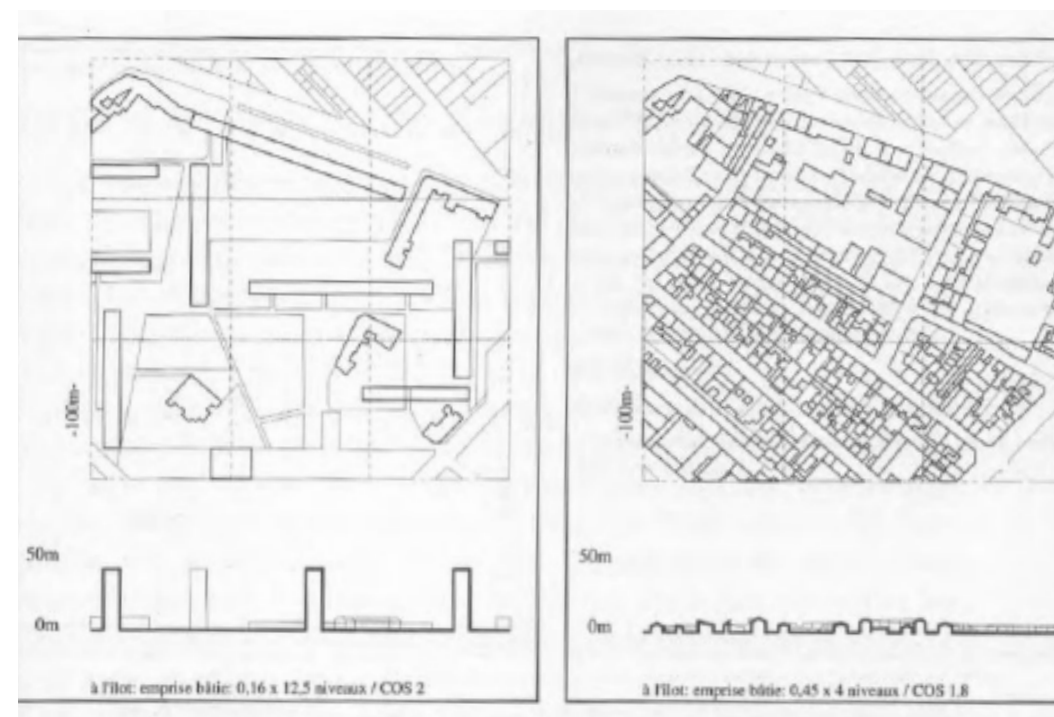 -100m-
50m
0m
à l'îlot: emprise bâtie: 0,16 x 12,5 niveaux / COS 2
-100m-
50m
0m
à l'îlot: emprise bâtie: 0,45 x 4 niveaux / COS 1,8